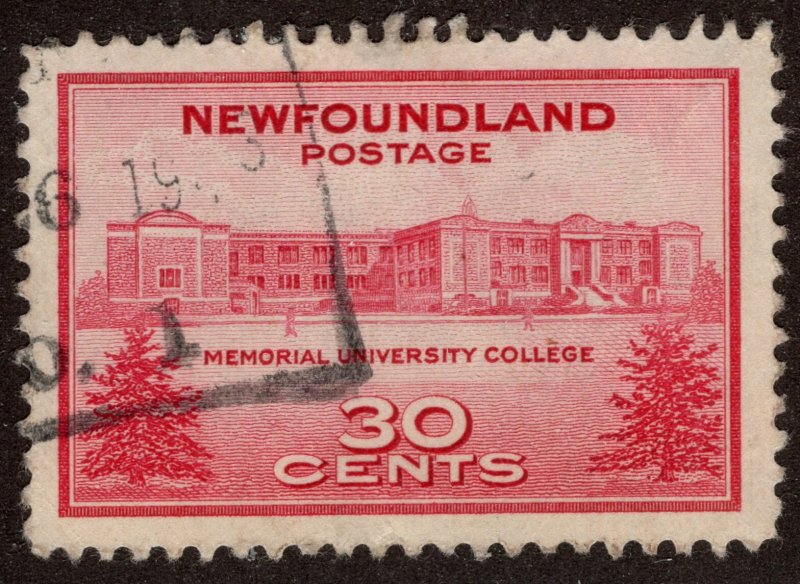 NEWFOUNDLAND
POSTAGE
MEMORIAL UNIVERSITY COLLEGE
30
CENTS